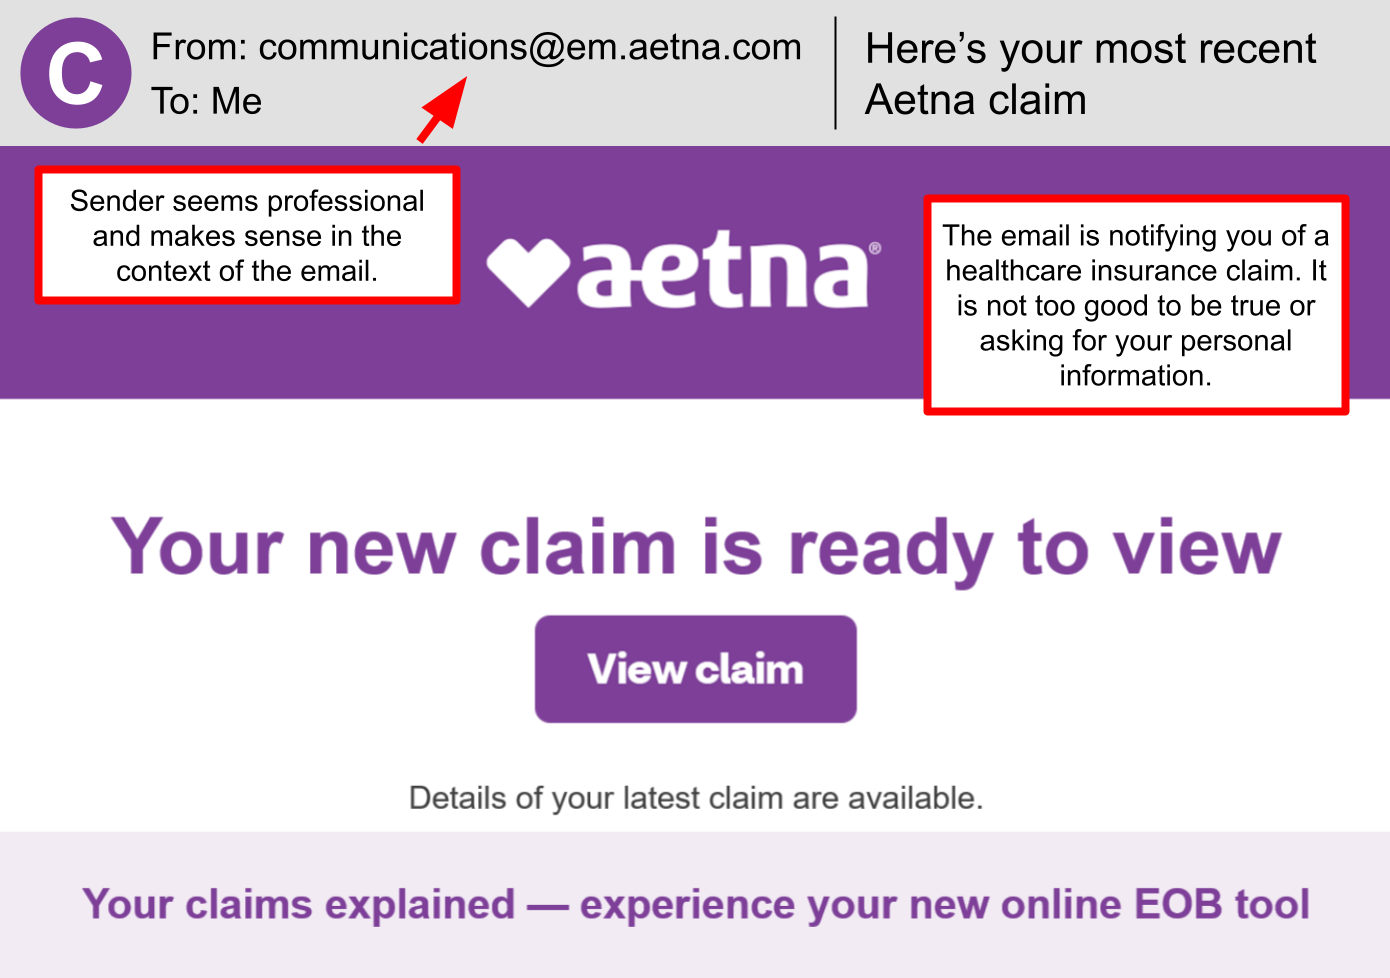 C
From: communications@em.aetna.com
To: Me
Here’s your most recent
Aetna claim
Sender seems professional
and makes sense in the
context of the email.
aetna®
The email is notifying you of a
healthcare insurance claim. It
is not too good to be true or
asking for your personal
information.
Your new claim is ready to view
View claim
Details of your latest claim are available.
Your claims explained — experience your new online EOB tool